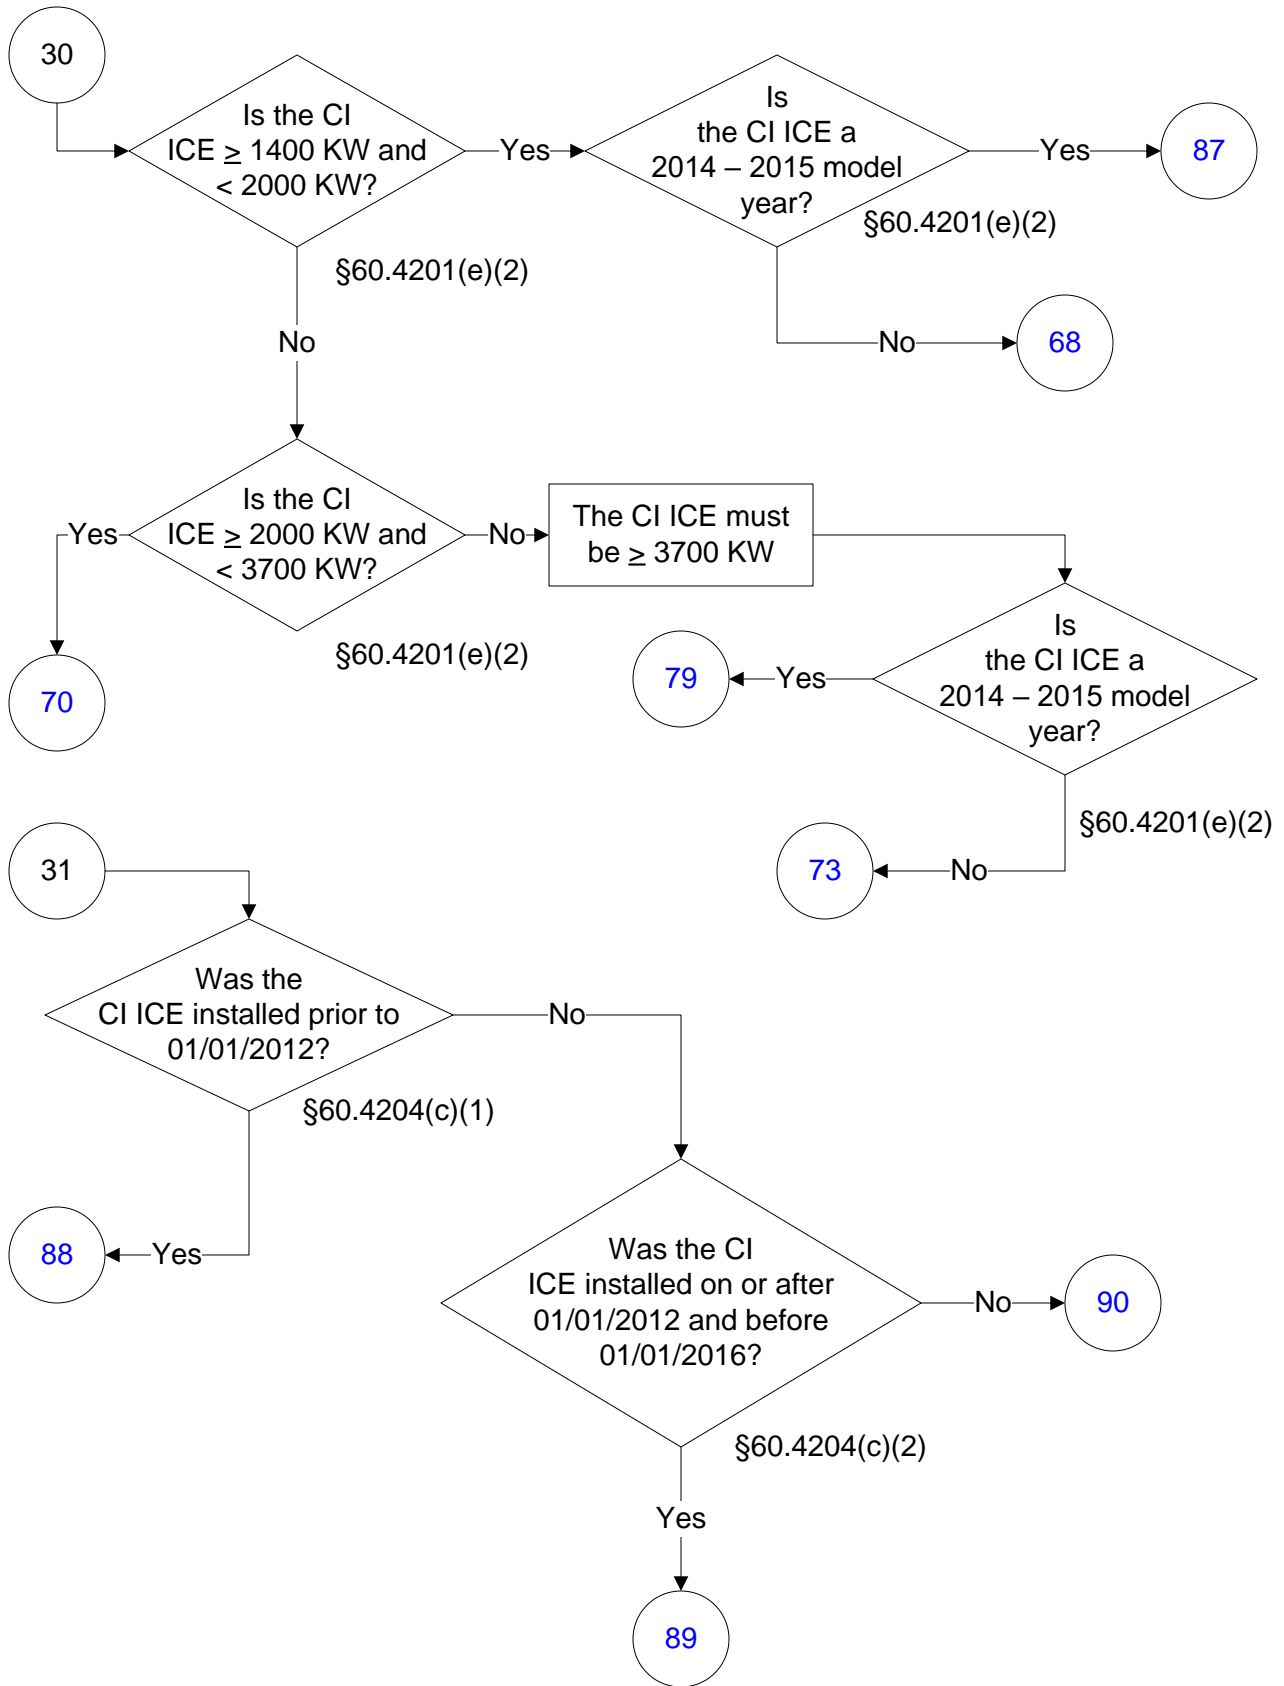 30
Is the CI
ICE ≥ 1400 KW and
< 2000 KW?
Yes
Is
the CI ICE a
2014 – 2015 model
year?
Yes
87
§60.4201(e)(2)
§60.4201(e)(2)
No
No
68
Is the CI
ICE ≥ 2000 KW and
< 3700 KW?
Yes
No
The CI ICE must
be ≥ 3700 KW
§60.4201(e)(2)
70
Is
the CI ICE a
2014 – 2015 model
year?
Yes
79
§60.4201(e)(2)
No
73
31
Was the
CI ICE installed prior to
01/01/2012?
No
§60.4204(c)(1)
Yes
88
Was the CI
ICE installed on or after
01/01/2012 and before
01/01/2016?
No
90
§60.4204(c)(2)
Yes
89